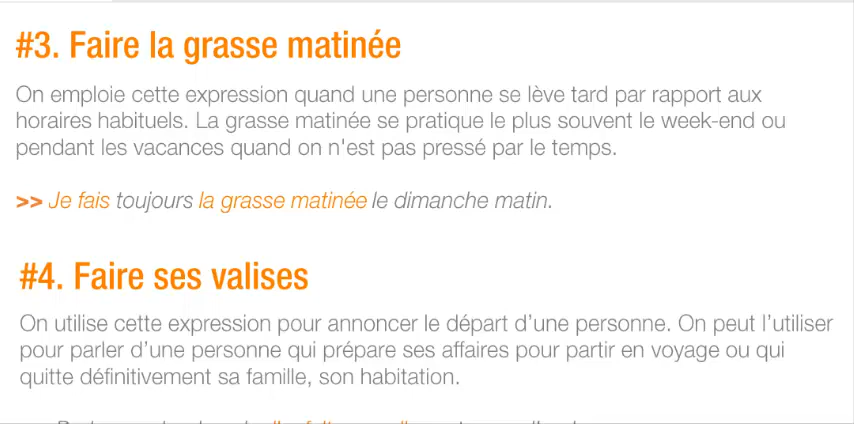 #3. Faire la grasse matinée
On emploie cette expression quand une personne se lève tard par rapport aux
horaires habituels. La grasse matinée se pratique le plus souvent le week-end ou
pendant les vacances quand on n'est pas pressé par le temps.
>> Je fais toujours la grasse matinée le dimanche matin.
#4. Faire ses valises
On utilise cette expression pour annoncer le départ d’une personne. On peut l’utiliser
pour parler d’une personne qui prépare ses affaires pour partir en voyage ou qui
quitte définitivement sa famille, son habitation.